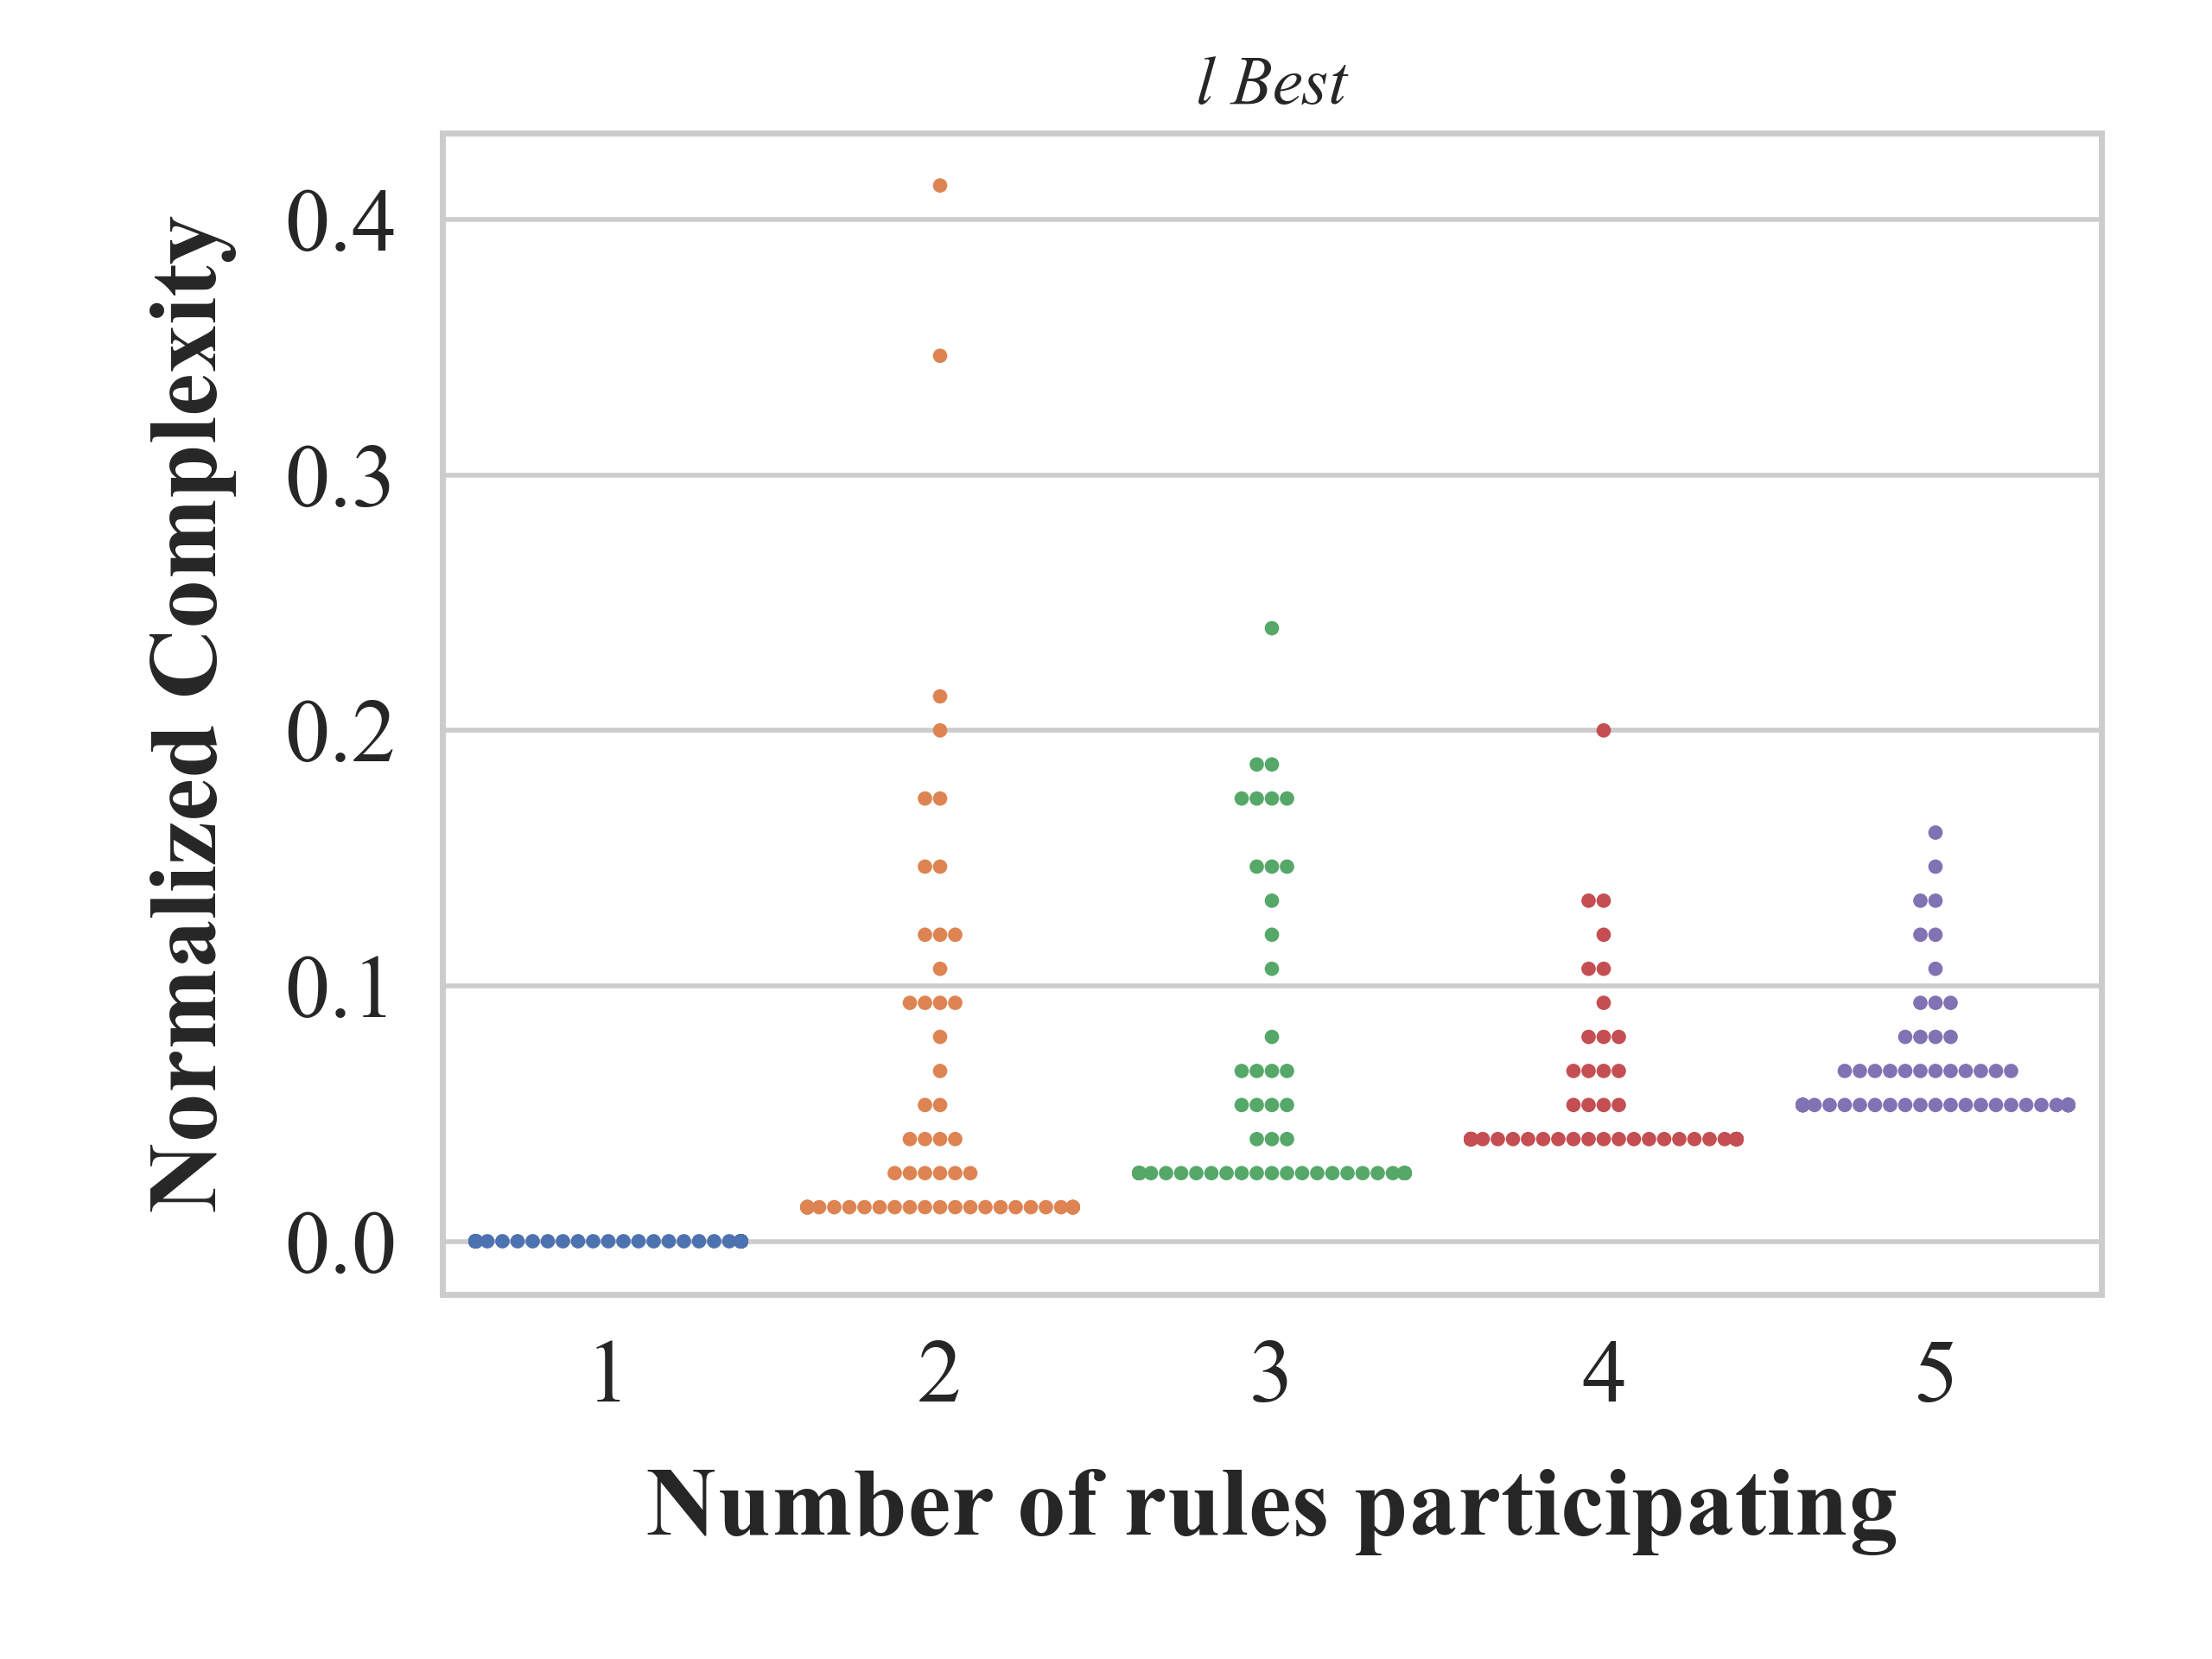 l Best
Normalized Complexity
0.4
0.3
0.2
0.1
0.0
1 2 3 4 5
Number of rules participating